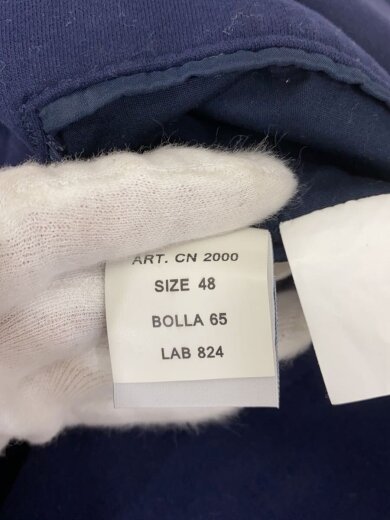 ART. CN 2000
SIZE 48
BOLLA 65
LAB 824